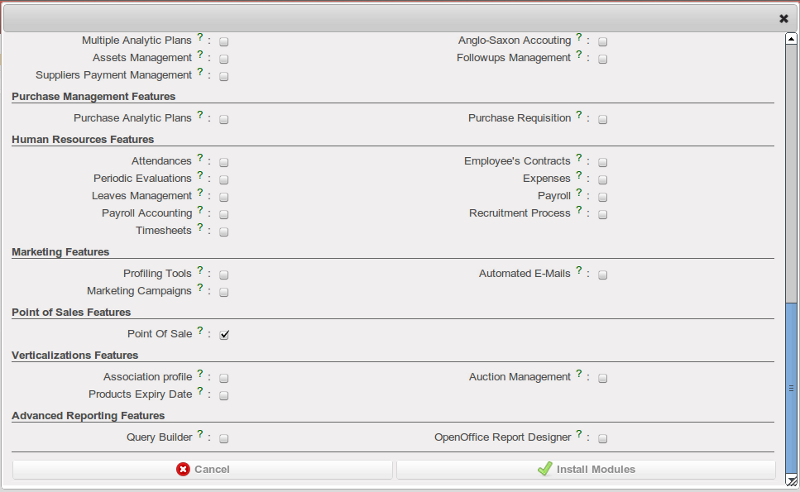 Multiple Analytic Plans ? : Anglo-Saxon Accouting ? :
Assets Management ? : Followups Management ? :
Suppliers Payment Management ? :
Purchase Management Features
Purchase Analytic Plans ? : Purchase Requisition ? :
Human Resources Features
Attendances ? : Employee's Contracts ? :
Periodic Evaluations ? : Expenses ? :
Leaves Management ? : Payroll ? :
Payroll Accounting ? : Recruitment Process ? :
Timesheets ? :
Marketing Features
Profiling Tools ? : Automated E-Mails ? :
Marketing Campaigns ? :
Point of Sales Features
Point Of Sale ? :
Verticalizations Features
Association profile ? : Auction Management ? :
Products Expiry Date ? :
Advanced Reporting Features
Query Builder ? : OpenOffice Report Designer ? :
Cancel Install Modules